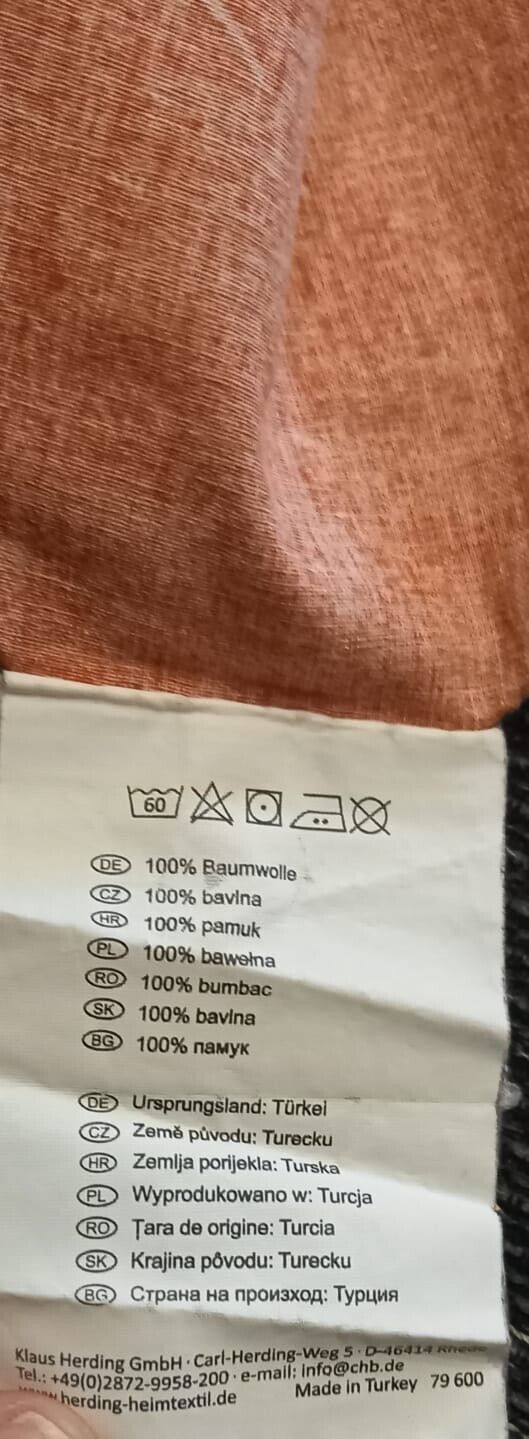 60
DE 100% Baumwolle
CZ 100% bavlna
HR 100% pamuk
PL 100% bawełna
RO 100% bumbac
SK 100% bavlna
BG 100% памук
DE Ursprungsland: Türkei
CZ Země původu: Turecku
HR Zemlja porijekla: Turska
PL Wyprodukowano w: Turcja
RO Țara de origine: Turcia
SK Krajina pôvodu: Turecku
BG Страна на произход: Турция
Klaus Herding GmbH · Carl-Herding-Weg 5 · D-46414
Tel.: +49(0)2872-9958-200 · e-mail: info@chb.de
www.herding-heimtextil.de Made in Turkey 79 600